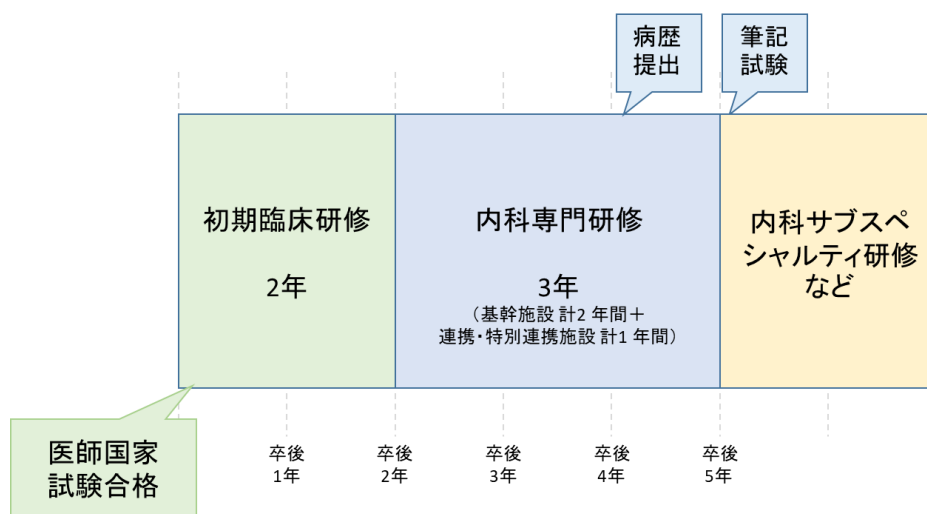 病歴
提出
筆記
試験
初期臨床研修
2年
内科専門研修
3年
（基幹施設 計2 年間＋
連携・特別連携施設 計1 年間）
内科サブスペ
シャルティ研修
など
医師国家
試験合格
卒後
1年
卒後
2年
卒後
3年
卒後
4年
卒後
5年